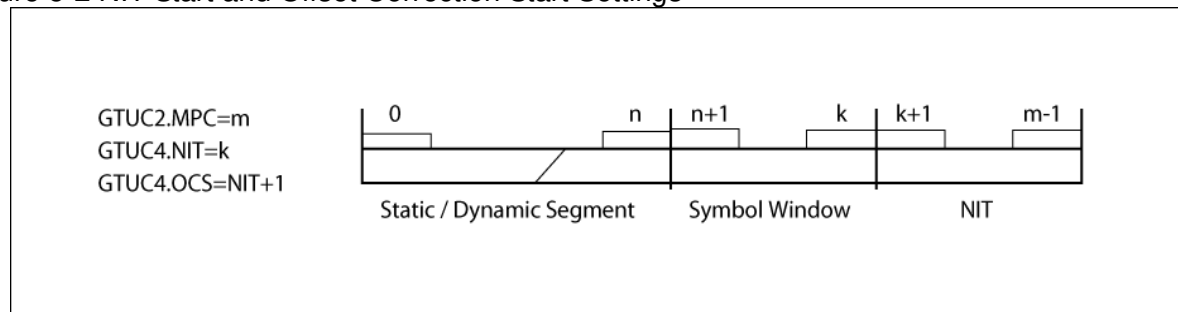 GTUC2.MPC=m
GTUC4.NIT=k
GTUC4.OCS=NIT+1
0 n n+1 k k+1 m-1
Static / Dynamic Segment Symbol Window NIT